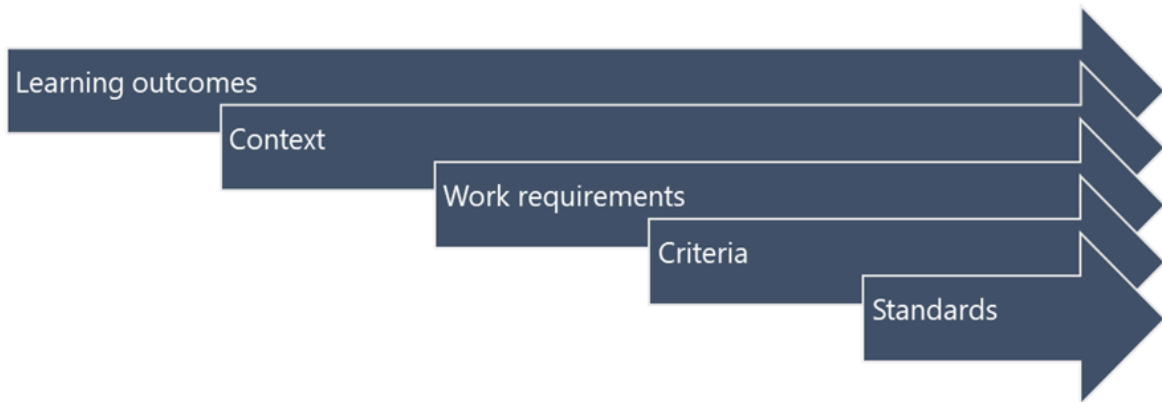 Learning outcomes
Context
Work requirements
Criteria
Standards